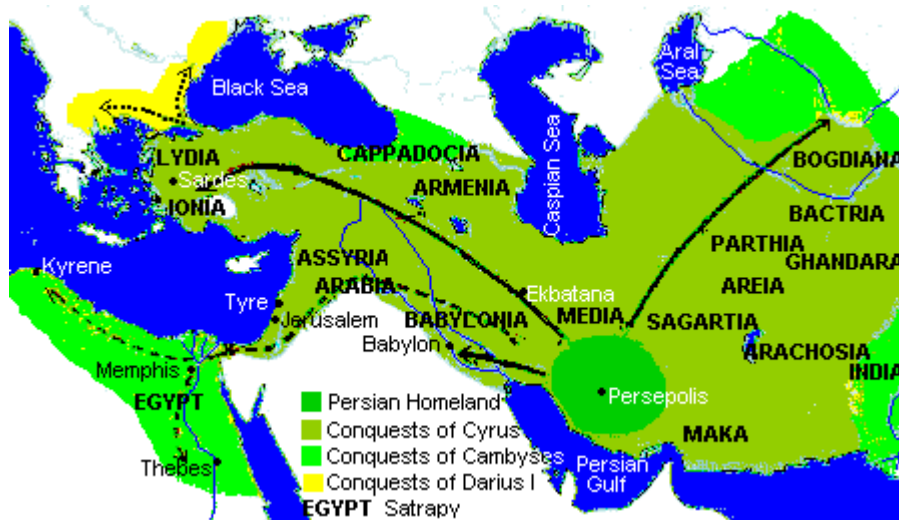 Aral
Sea
Black Sea
Caspian Sea
LYDIA
CAPPADOCIA
BOGDIANA
Sardes
ARMENIA
IONIA
BACTRIA
PARTHIA
ASSYRIA
GHANDARA
Kyrene
ARABIA
AREIA
Ekbatana
Tyre
MEDIA
Jerusalem
BABYLONIA
SAGARTIA
Babylon
ARACHOSIA
Memphis
INDIA
EGYPT
Persepolis
Persian Homeland
Conquests of Cyrus
MAKA
Conquests of Cambyses
Persian
Gulf
Thebes
Conquests of Darius I
EGYPT Satrapy